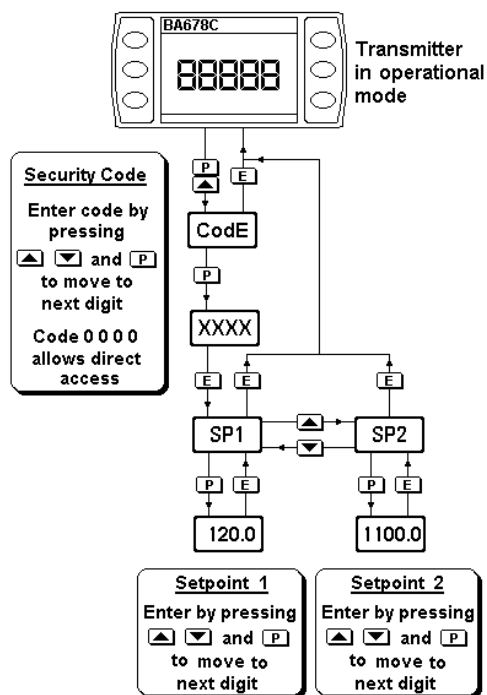 BA678C
88888
Transmitter
in operational
mode
P
E
Security Code
Enter code by
pressing
and P
to move to
next digit
Code 0 0 0 0
allows direct
access
CodE
P
XXXX
E E E
SP1 SP2
P E P E
120.0 1100.0
Setpoint 1
Enter by pressing
and P
to move to
next digit
Setpoint 2
Enter by pressing
and P
to move to
next digit